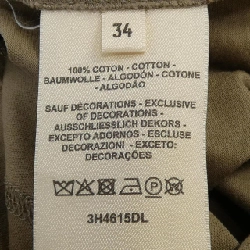 34
100% COTON - COTTON -
BAUMWOLLE - ALGODÓN - COTONE
- ALGODÃO
SAUF DÉCORATIONS - EXCLUSIVE
OF DECORATIONS -
AUSSCHLIESSLICH DEKORS -
EXCEPTO ADORNOS - ESCLUSE
DECORAZIONI - EXCETO:
DECORAÇÕES
P
3H4615DL